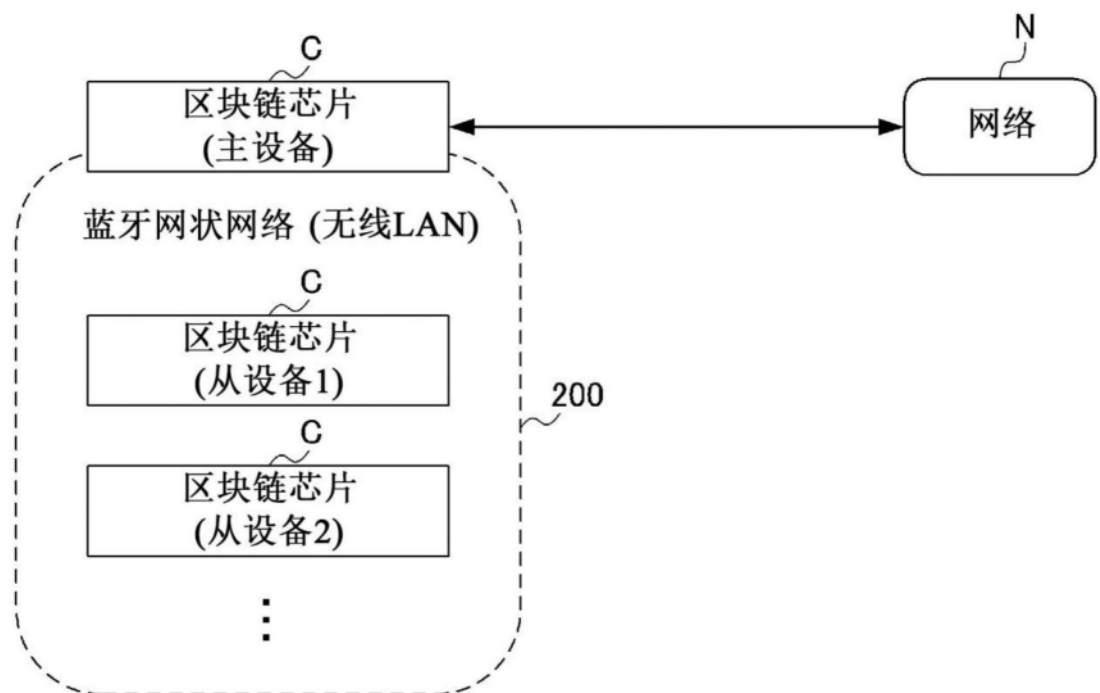 C
N
区块链芯片
(主设备)
网络
蓝牙网状网络 (无线LAN)
C
区块链芯片
(从设备1)
200
C
区块链芯片
(从设备2)